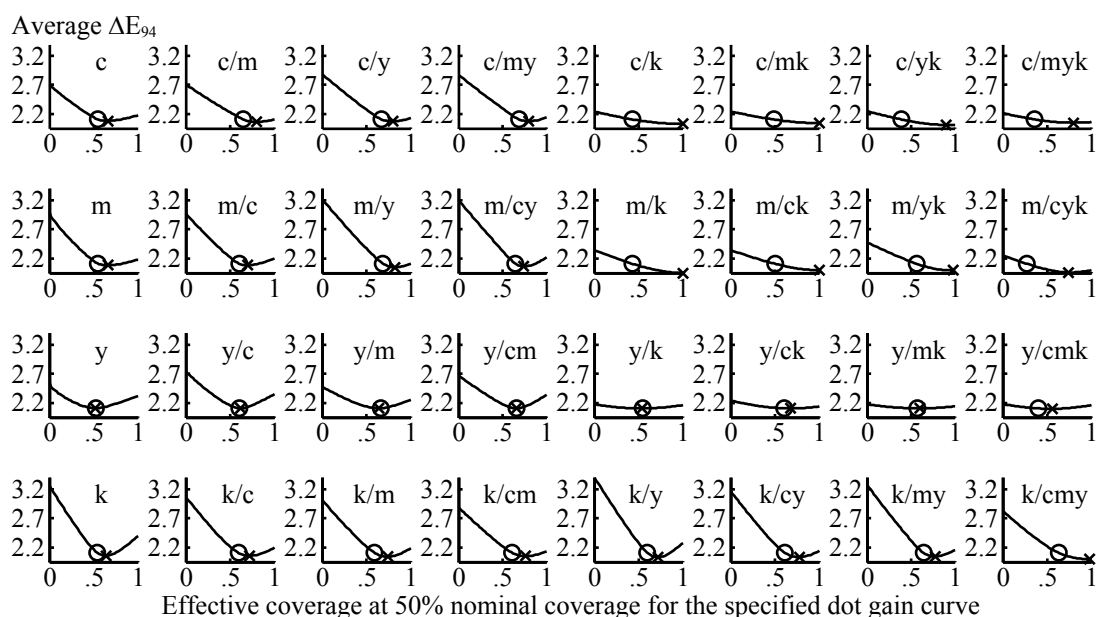 Average ΔE94
3.2 2.7 2.2 c 0 .5 1
3.2 2.7 2.2 c/m 0 .5 1
3.2 2.7 2.2 c/y 0 .5 1
3.2 2.7 2.2 c/my 0 .5 1
3.2 2.7 2.2 c/k 0 .5 1
3.2 2.7 2.2 c/mk 0 .5 1
3.2 2.7 2.2 c/yk 0 .5 1
3.2 2.7 2.2 c/myk 0 .5 1
3.2 2.7 2.2 m 0 .5 1
3.2 2.7 2.2 m/c 0 .5 1
3.2 2.7 2.2 m/y 0 .5 1
3.2 2.7 2.2 m/cy 0 .5 1
3.2 2.7 2.2 m/k 0 .5 1
3.2 2.7 2.2 m/ck 0 .5 1
3.2 2.7 2.2 m/yk 0 .5 1
3.2 2.7 2.2 m/cyk 0 .5 1
3.2 2.7 2.2 y 0 .5 1
3.2 2.7 2.2 y/c 0 .5 1
3.2 2.7 2.2 y/m 0 .5 1
3.2 2.7 2.2 y/cm 0 .5 1
3.2 2.7 2.2 y/k 0 .5 1
3.2 2.7 2.2 y/ck 0 .5 1
3.2 2.7 2.2 y/mk 0 .5 1
3.2 2.7 2.2 y/cmk 0 .5 1
3.2 2.7 2.2 k 0 .5 1
3.2 2.7 2.2 k/c 0 .5 1
3.2 2.7 2.2 k/m 0 .5 1
3.2 2.7 2.2 k/cm 0 .5 1
3.2 2.7 2.2 k/y 0 .5 1
3.2 2.7 2.2 k/cy 0 .5 1
3.2 2.7 2.2 k/my 0 .5 1
3.2 2.7 2.2 k/cmy 0 .5 1
Effective coverage at 50% nominal coverage for the specified dot gain curve